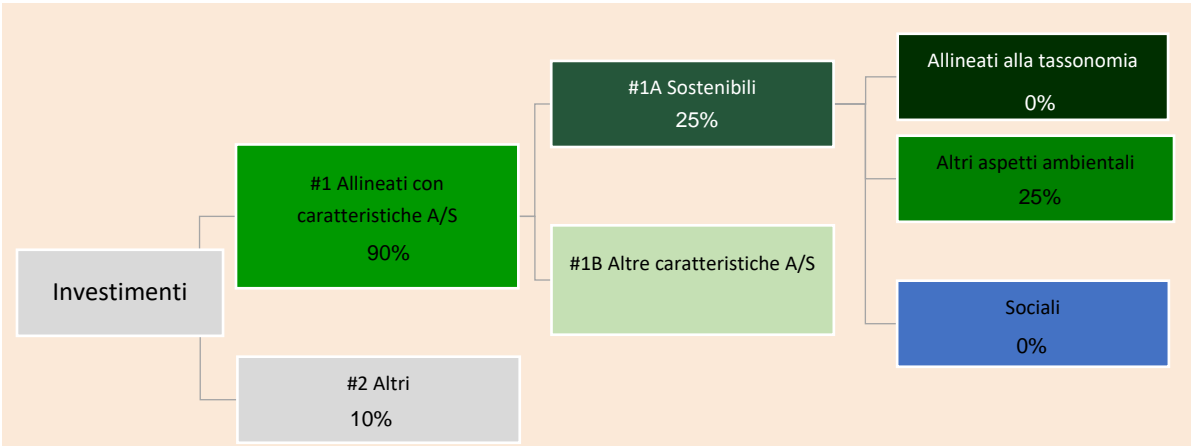 Investimenti
#1 Allineati con
caratteristiche A/S
90%
#2 Altri
10%
#1A Sostenibili
25%
#1B Altre caratteristiche A/S
Allineati alla tassonomia
0%
Altri aspetti ambientali
25%
Sociali
0%